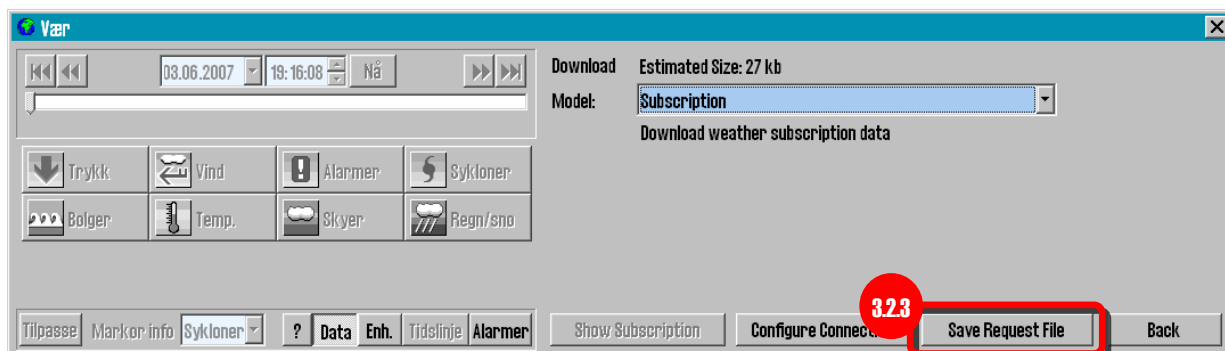 Vær
03.06.2007 19:16:08 Nå
Download Estimated Size: 27 kb
Model: Subscription
Download weather subscription data
Trykk Vind Alarmer Sykloner
Bolger Temp. Skyer Regn/sno
3.2.3
Tilpasse Markor info Sykloner ? Data Enh. Tidslinje Alarmer Show Subscription Configure Connect Save Request File Back